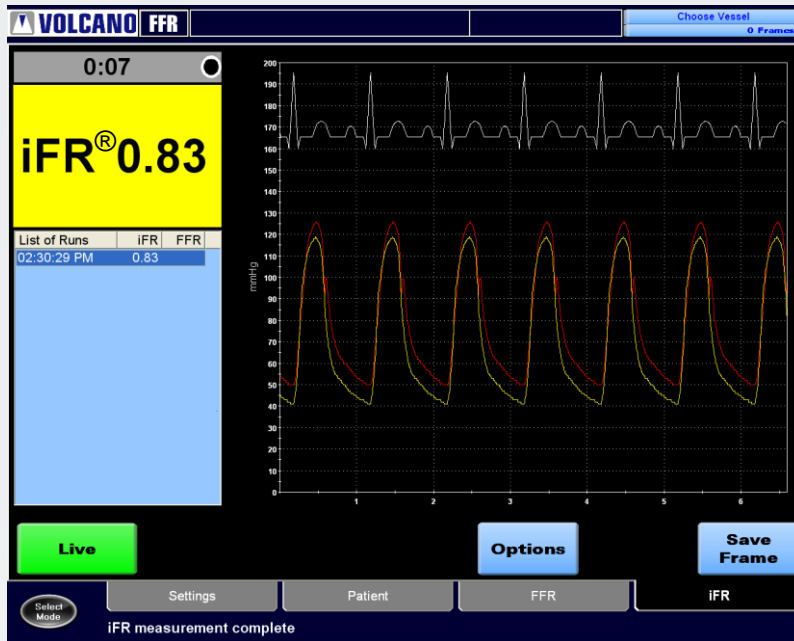 VOLCANO FFR
Choose Vessel
0 Frames
0:07
iFR®0.83
List of Runs iFR FFR
02:30:29 PM 0.83
mmHg
200
190
180
170
160
150
140
130
120
110
100
90
80
70
60
50
40
30
20
10
0
1 2 3 4 5 6
Live
Options
Save
Frame
Select
Mode
Settings
Patient
FFR
iFR
iFR measurement complete